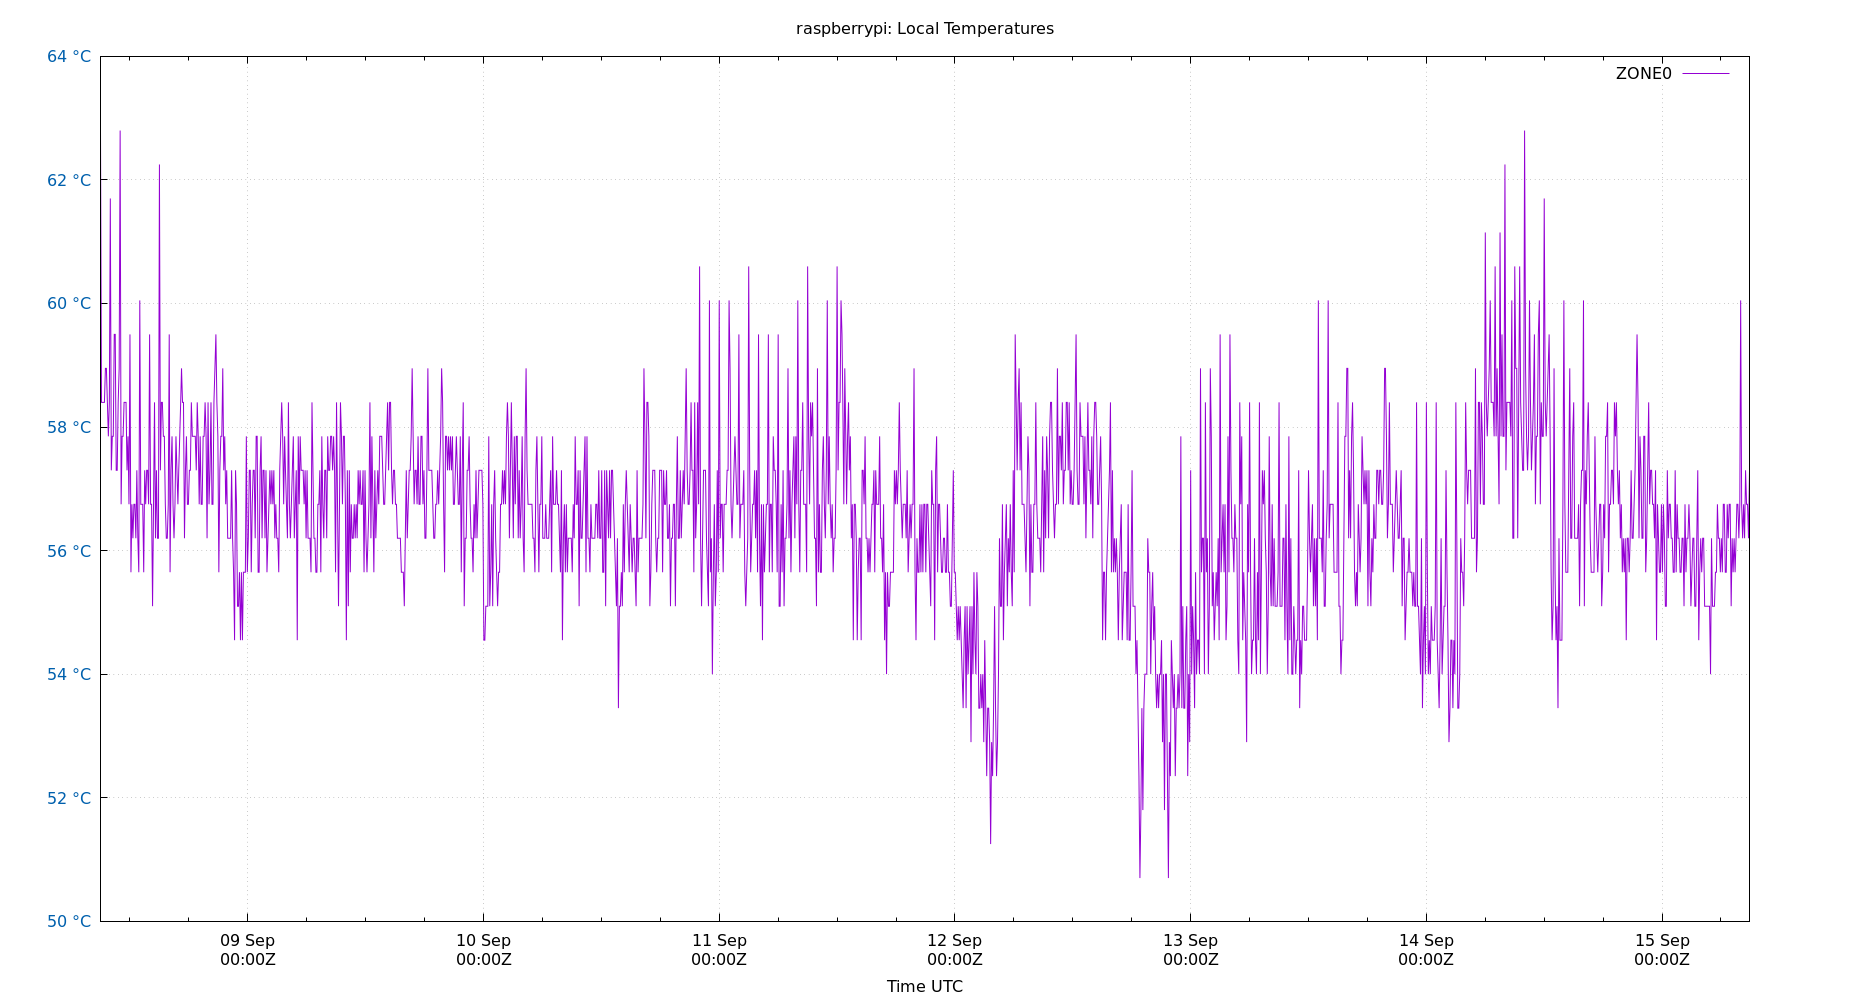 raspberrypi: Local Temperatures
64 °C
ZONE0
62 °C
60 °C
58 °C
56 °C
54 °C
52 °C
50 °C
09 Sep 10 Sep 11 Sep 12 Sep 13 Sep 14 Sep 15 Sep
00:00Z 00:00Z 00:00Z 00:00Z 00:00Z 00:00Z 00:00Z
Time UTC